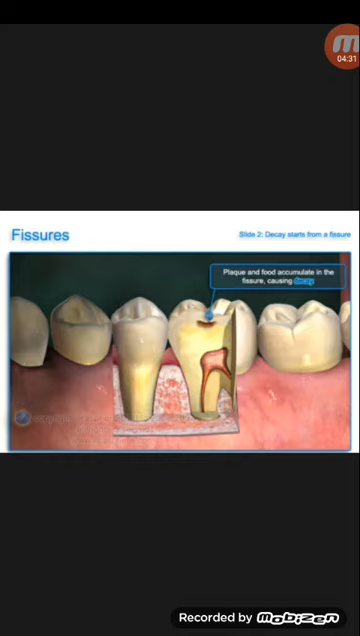 04:31
Fissures
Slide 2: Decay starts from a fissure
Plaque and food accumulate in the
fissure, causing decay
Recorded by Mobizen